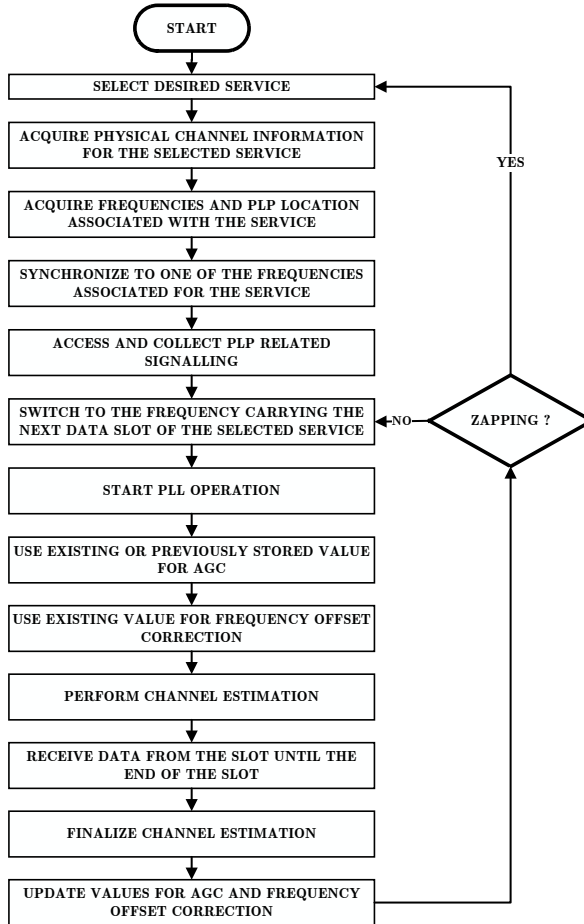 START
SELECT DESIRED SERVICE
ACQUIRE PHYSICAL CHANNEL INFORMATION
FOR THE SELECTED SERVICE
ACQUIRE FREQUENCIES AND PLP LOCATION
ASSOCIATED WITH THE SERVICE
SYNCHRONIZE TO ONE OF THE FREQUENCIES
ASSOCIATED FOR THE SERVICE
ACCESS AND COLLECT PLP RELATED
SIGNALLING
SWITCH TO THE FREQUENCY CARRYING THE
NEXT DATA SLOT OF THE SELECTED SERVICE
START PLL OPERATION
USE EXISTING OR PREVIOUSLY STORED VALUE
FOR AGC
USE EXISTING VALUE FOR FREQUENCY OFFSET
CORRECTION
PERFORM CHANNEL ESTIMATION
RECEIVE DATA FROM THE SLOT UNTIL THE
END OF THE SLOT
FINALIZE CHANNEL ESTIMATION
UPDATE VALUES FOR AGC AND FREQUENCY
OFFSET CORRECTION
ZAPPING ?
NO
YES